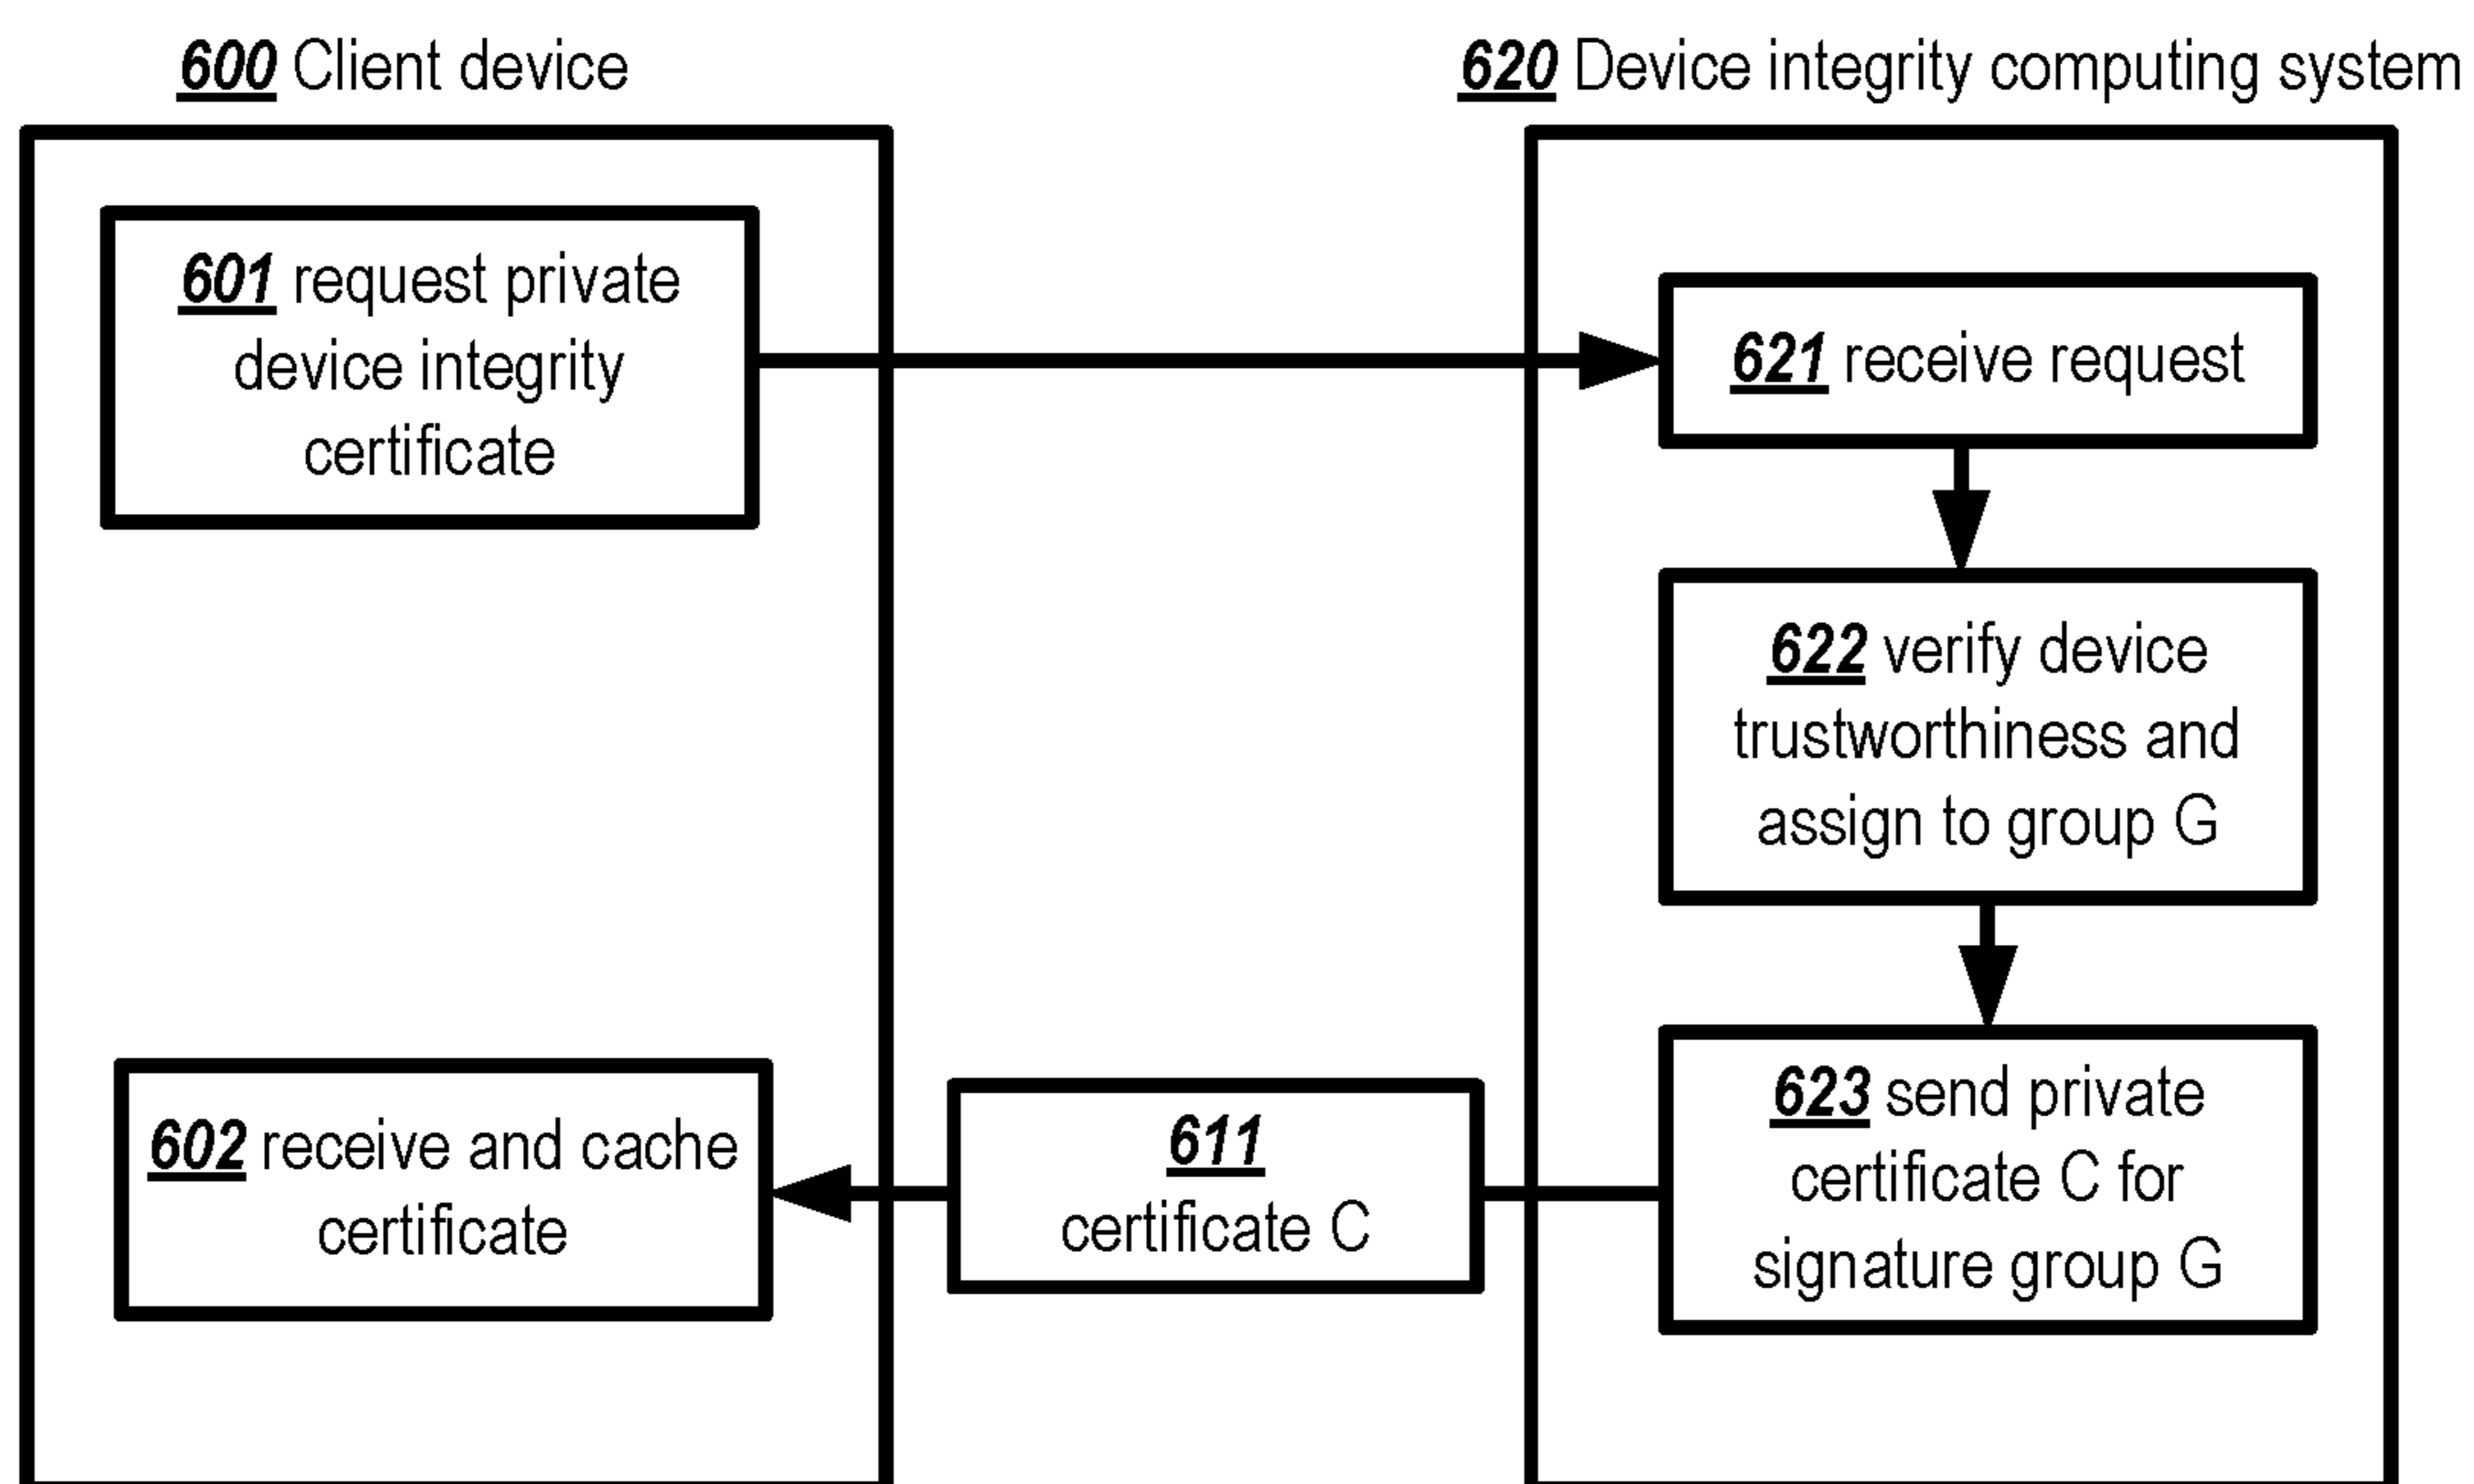 600 Client device
620 Device integrity computing system
601 request private
device integrity
certificate
621 receive request
622 verify device
trustworthiness and
assign to group G
602 receive and cache
certificate
611
certificate C
623 send private
certificate C for
signature group G